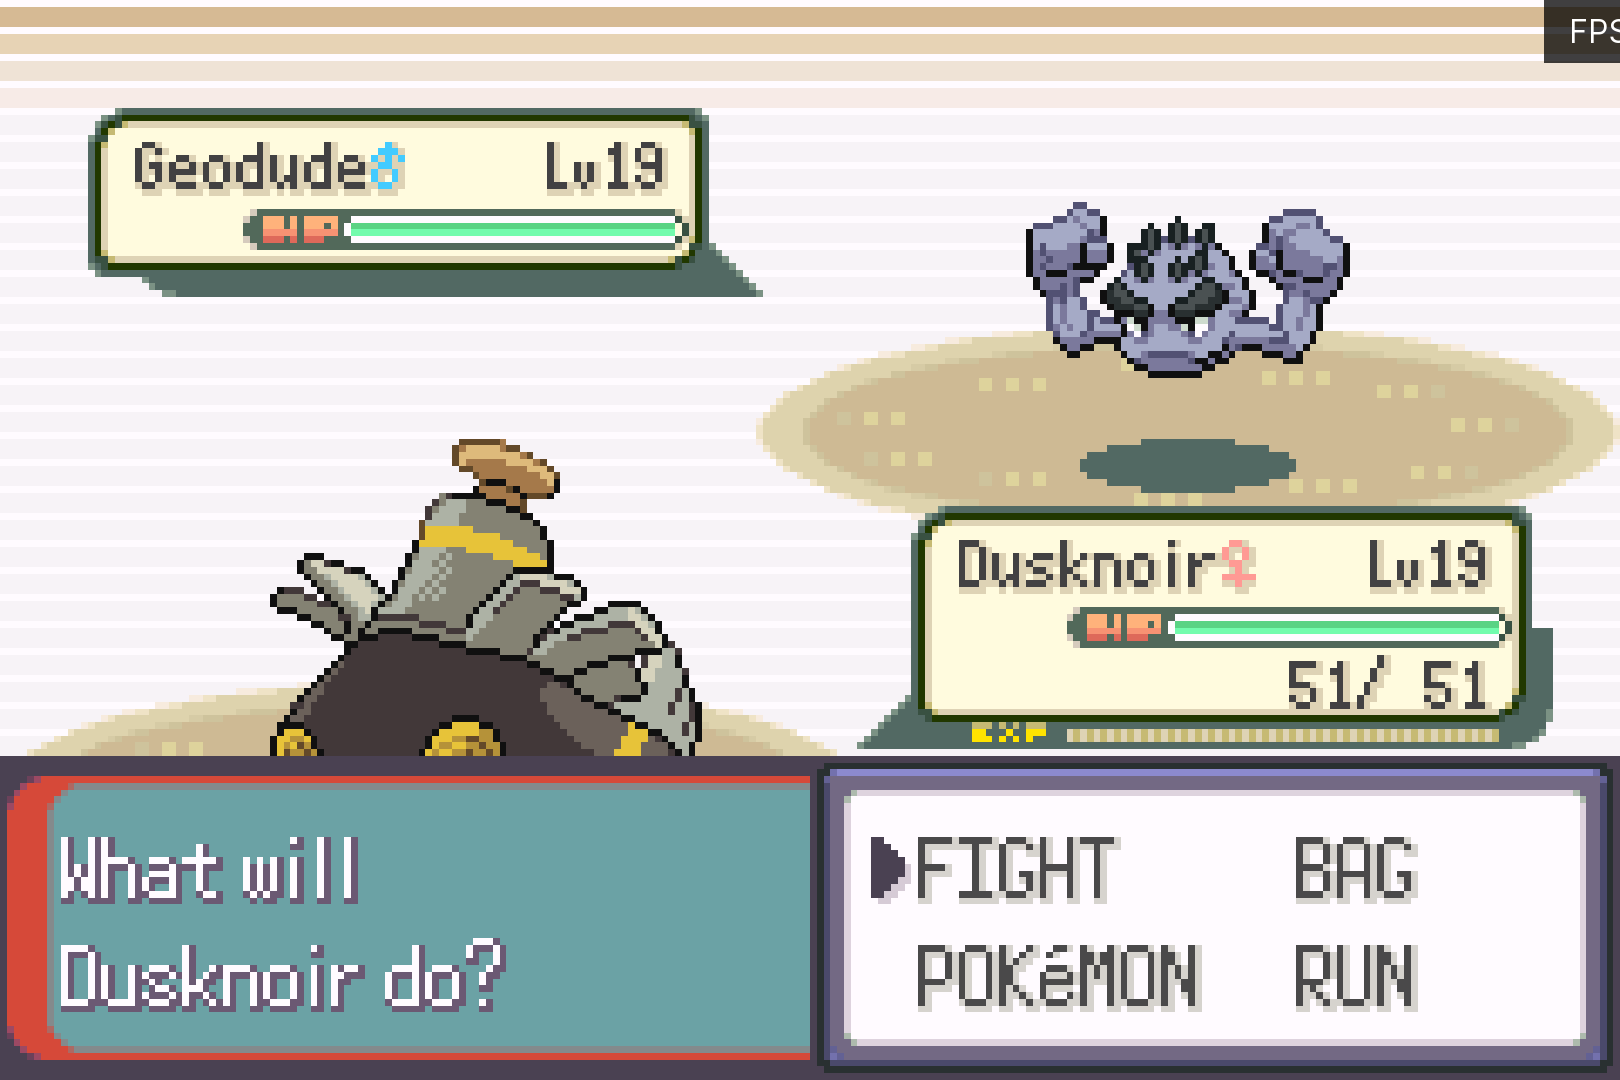 FPS
Geodude♂ Lv19
HP
Dusknoir♀ Lv19
HP
51/ 51
EXP
What will
Dusknoir do?
▶FIGHT BAG
POKéMON RUN